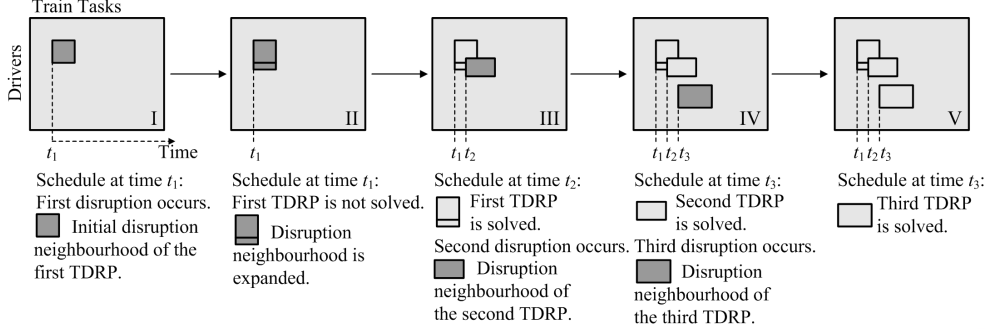 Train Tasks
Drivers
I
II
III
IV
V
t1
Time
t1
t1 t2
t1 t2 t3
t1 t2 t3
Schedule at time t1:
First disruption occurs.
Initial disruption
neighbourhood of the
first TDRP.
Schedule at time t1:
First TDRP is not solved.
Disruption
neighbourhood is
expanded.
Schedule at time t2:
First TDRP
is solved.
Second disruption occurs.
Disruption
neighbourhood of
the second TDRP.
Schedule at time t3:
Second TDRP
is solved.
Third disruption occurs.
Disruption
neighbourhood of
the third TDRP.
Schedule at time t3:
Third TDRP
is solved.